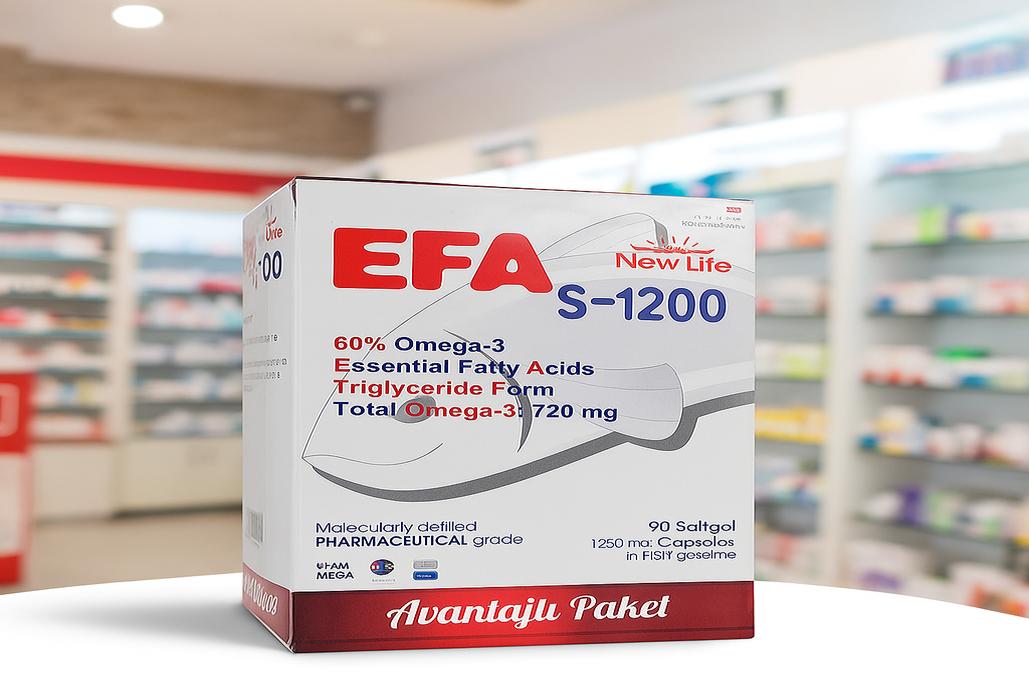 EFA
New Life
S-1200
60% Omega-3
Essential Fatty Acids
Triglyceride Form
Total Omega-3: 720 mg
Malecularly defilled
PHARMACEUTICAL grade
90 Saltgol
1250 ma: Capsolos
in FISIY geselme
MEGA
Avantajlı Paket